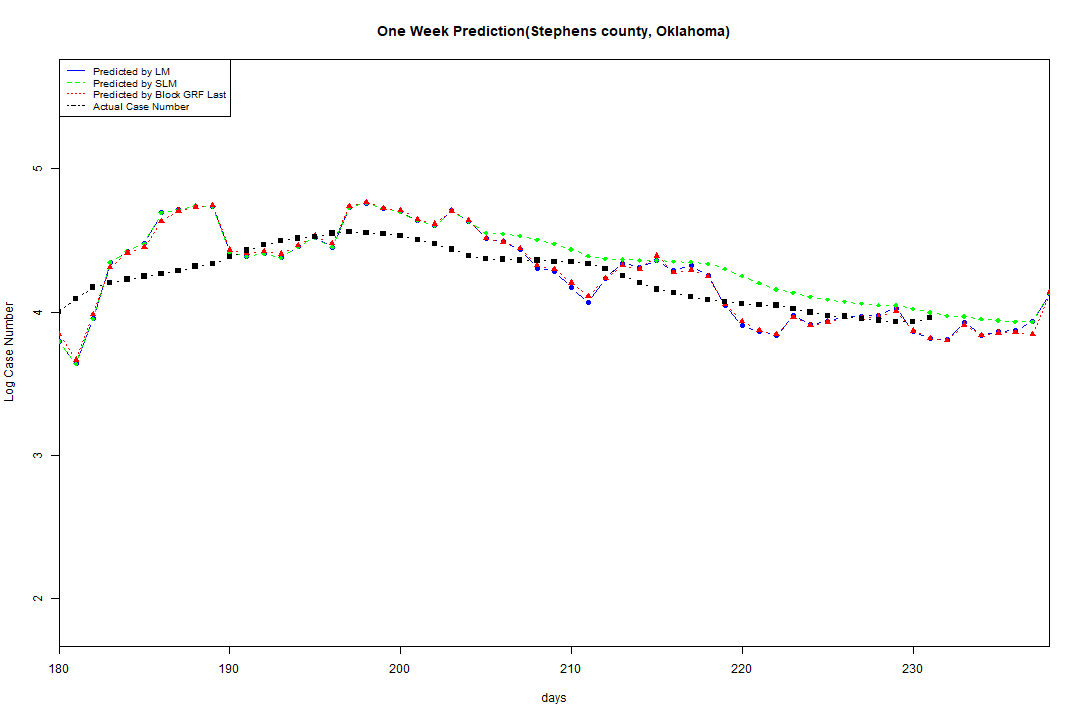 One Week Prediction(Stephens county, Oklahoma)
Predicted by LM
Predicted by SLM
Predicted by Block GRF Last
Actual Case Number
5
4
3
2
Log Case Number
180 190 200 210 220 230
days